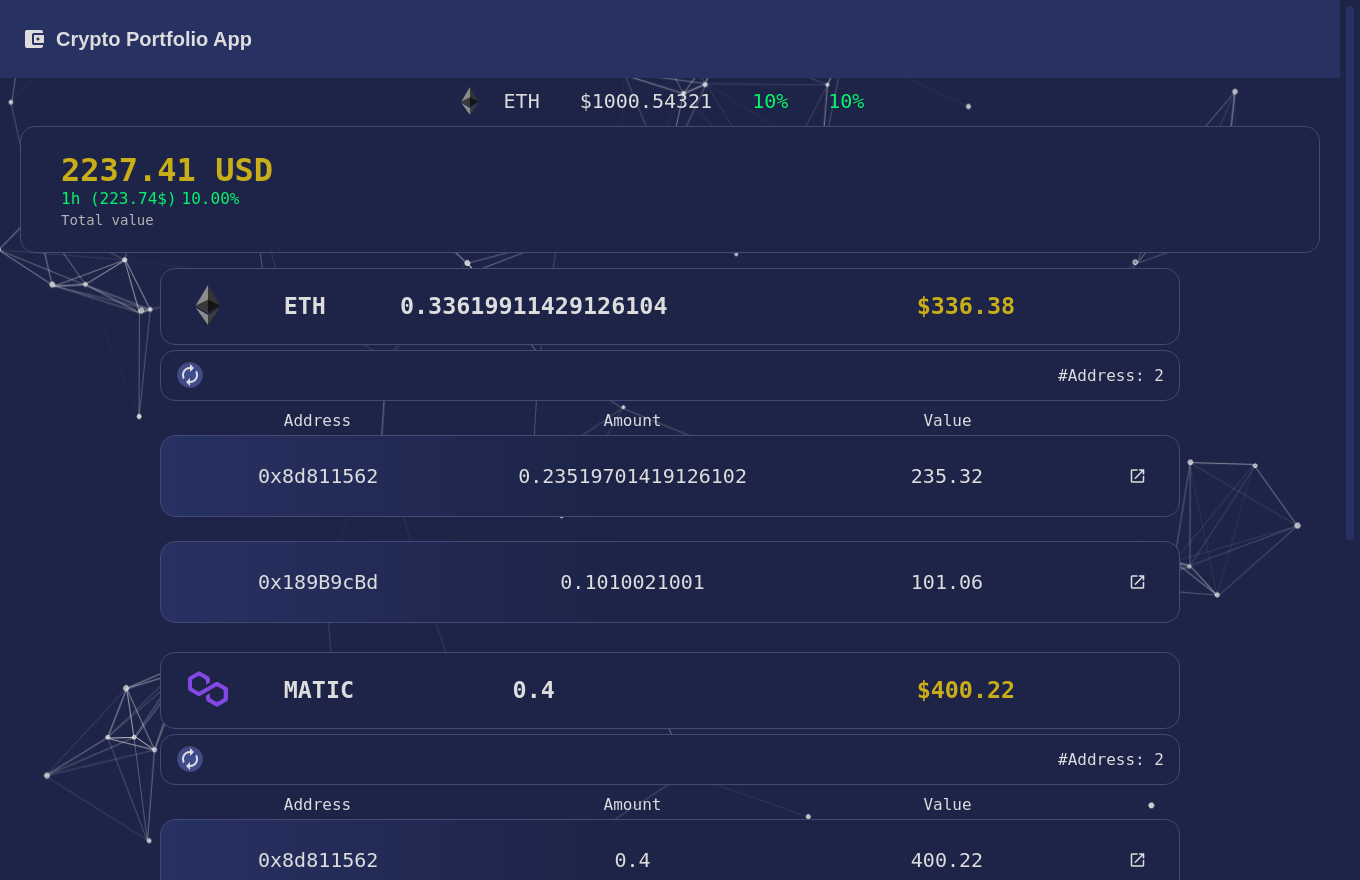 Crypto Portfolio App
ETH $1000.54321 10% 10%
2237.41 USD
1h (223.74$) 10.00%
Total value
ETH 0.33619911429126104 $336.38
#Address: 2
Address Amount Value
0x8d811562 0.23519701419126102 235.32
0x189B9cBd 0.1010021001 101.06
MATIC 0.4 $400.22
#Address: 2
Address Amount Value
0x8d811562 0.4 400.22